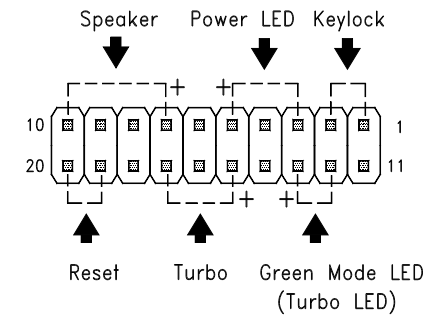 Speaker Power LED Keylock
+ +
10 1
20 11
+ +
Reset Turbo Green Mode LED
(Turbo LED)